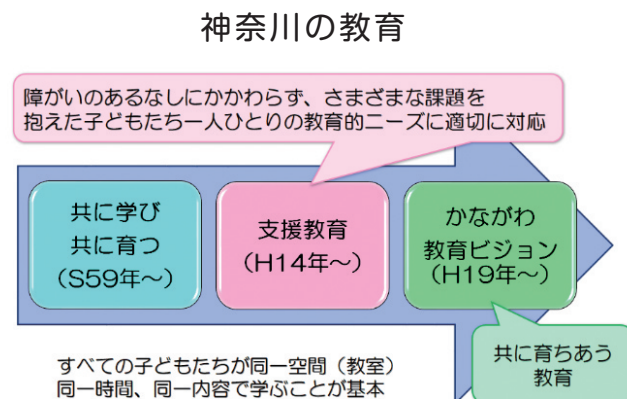 神奈川の教育
障がいのあるなしにかかわらず、さまざまな課題を
抱えた子どもたち一人ひとりの教育的ニーズに適切に対応
共に学び
共に育つ
（S59年～）
支援教育
（H14年～）
かながわ
教育ビジョン
（H19年～）
共に育ちあう
教育
すべての子どもたちが同一空間（教室）
同一時間、同一内容で学ぶことが基本